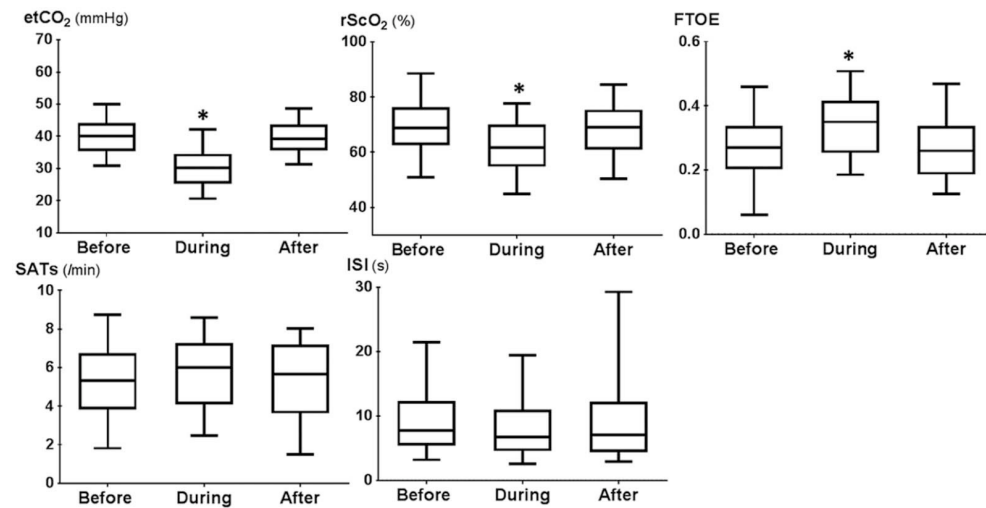 etCO₂ (mmHg)
70
60
50
40
30
20
10
*
Before During After
rScO₂ (%)
100
80
60
40
*
Before During After
FTOE
0.6
0.4
0.2
0.0
*
Before During After
SATs (/min)
10
8
6
4
2
0
Before During After
ISI (s)
30
20
10
0
Before During After